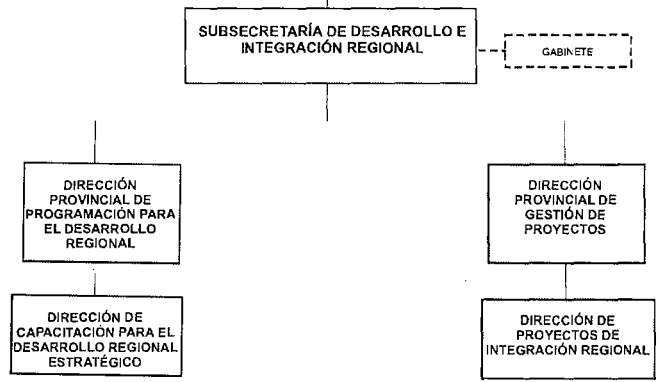 SUBSECRETARÍA DE DESARROLLO E
INTEGRACIÓN REGIONAL
GABINETE
DIRECCIÓN
PROVINCIAL DE
PROGRAMACIÓN PARA
EL DESARROLLO
REGIONAL
DIRECCIÓN
PROVINCIAL DE
GESTIÓN DE
PROYECTOS
DIRECCIÓN DE
CAPACITACIÓN PARA EL
DESARROLLO REGIONAL
ESTRATÉGICO
DIRECCIÓN DE
PROYECTOS DE
INTEGRACIÓN REGIONAL